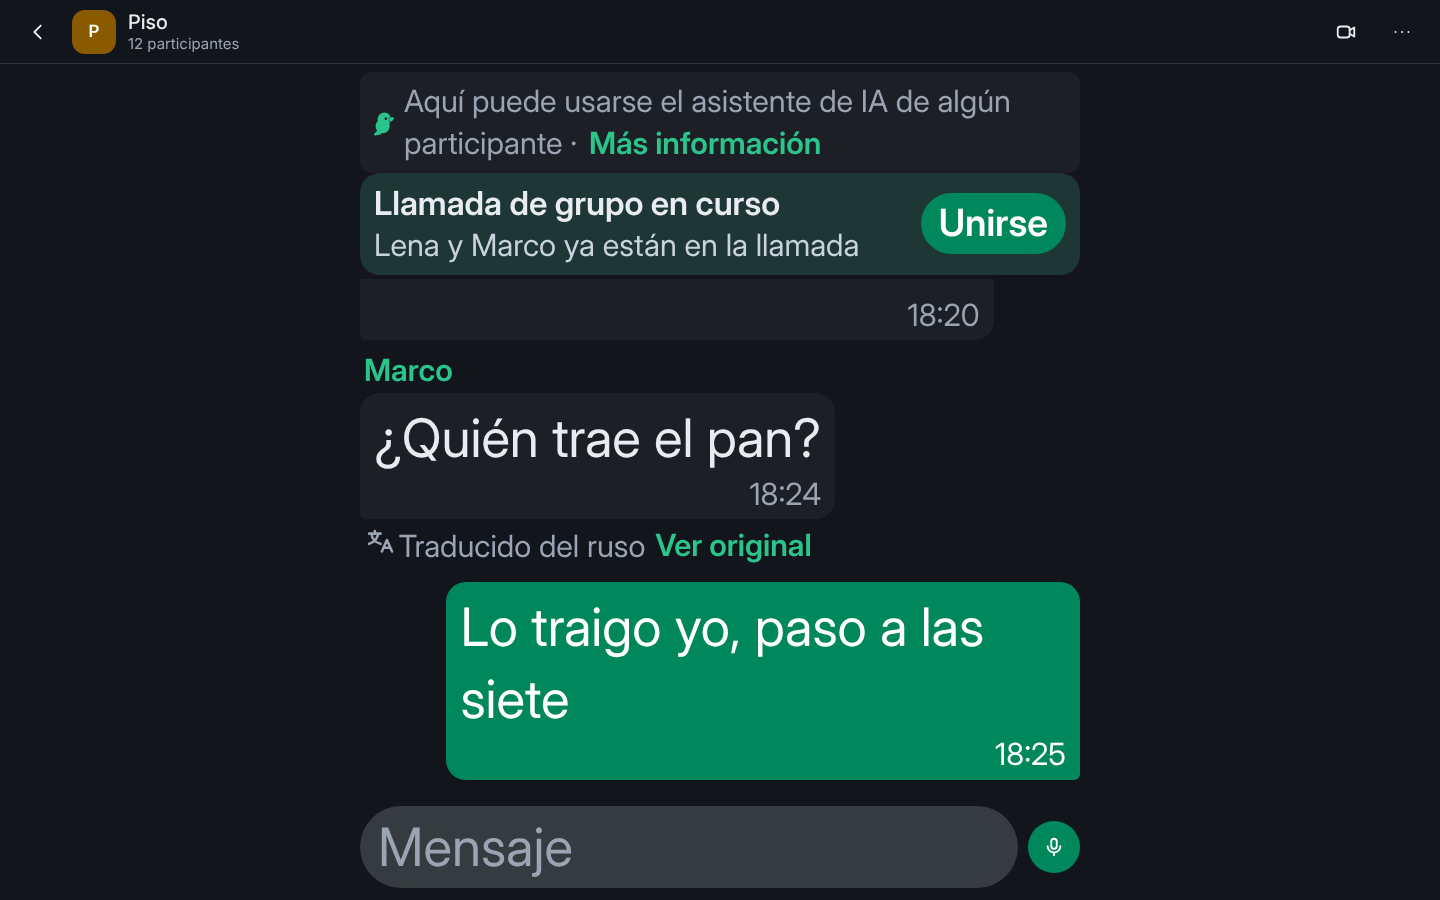 P
Piso
12 participantes
Aquí puede usarse el asistente de IA de algún
participante · Más información
Llamada de grupo en curso
Lena y Marco ya están en la llamada
Unirse
18:20
Marco
¿Quién trae el pan?
18:24
Traducido del ruso Ver original
Lo traigo yo, paso a las
siete
18:25
Mensaje